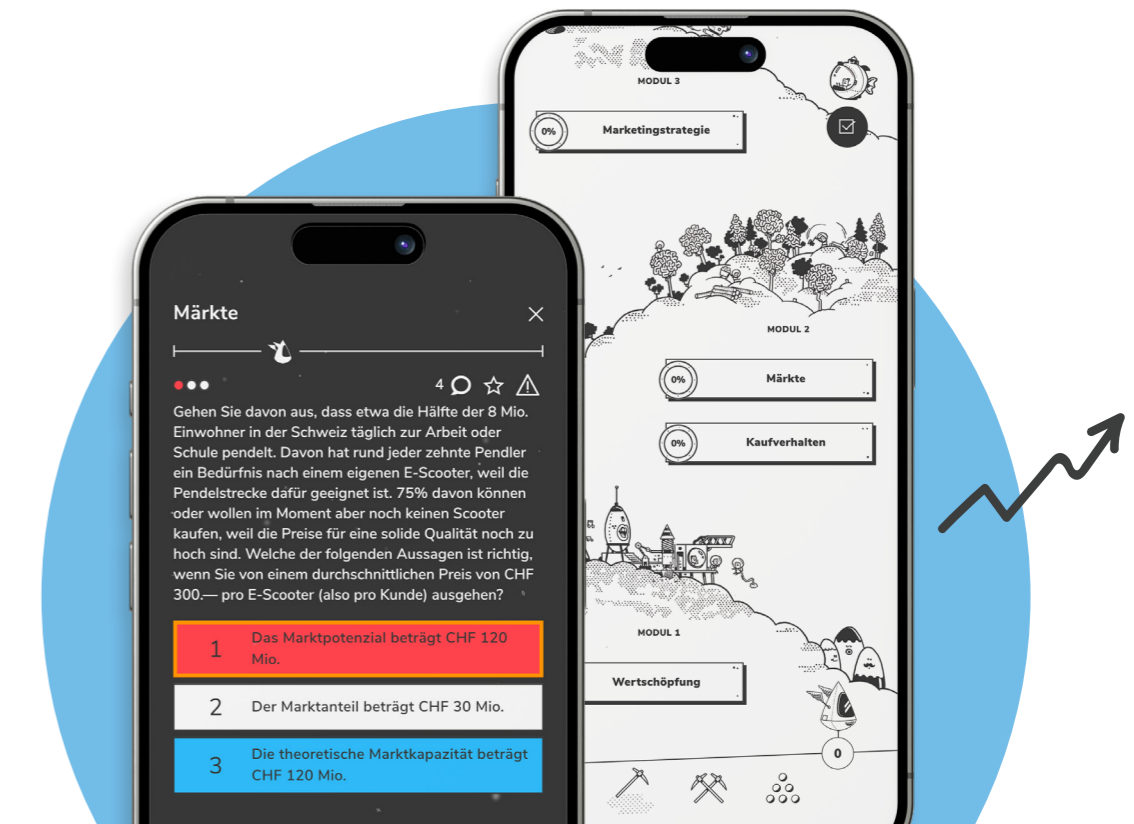 MODUL 3
0%
Marketingstrategie
MODUL 2
0%
Märkte
0%
Kaufverhalten
MODUL 1
Wertschöpfung
0
Märkte
4
Gehen Sie davon aus, dass etwa die Hälfte der 8 Mio.
Einwohner in der Schweiz täglich zur Arbeit oder
Schule pendelt. Davon hat rund jeder zehnte Pendler
ein Bedürfnis nach einem eigenen E-Scooter, weil die
Pendelstrecke dafür geeignet ist. 75% davon können
oder wollen im Moment aber noch keinen Scooter
kaufen, weil die Preise für eine solide Qualität noch zu
hoch sind. Welche der folgenden Aussagen ist richtig,
wenn Sie von einem durchschnittlichen Preis von CHF
300.— pro E-Scooter (also pro Kunde) ausgehen?
1
Das Marktpotenzial beträgt CHF 120
Mio.
2
Der Marktanteil beträgt CHF 30 Mio.
3
Die theoretische Marktkapazität beträgt
CHF 120 Mio.